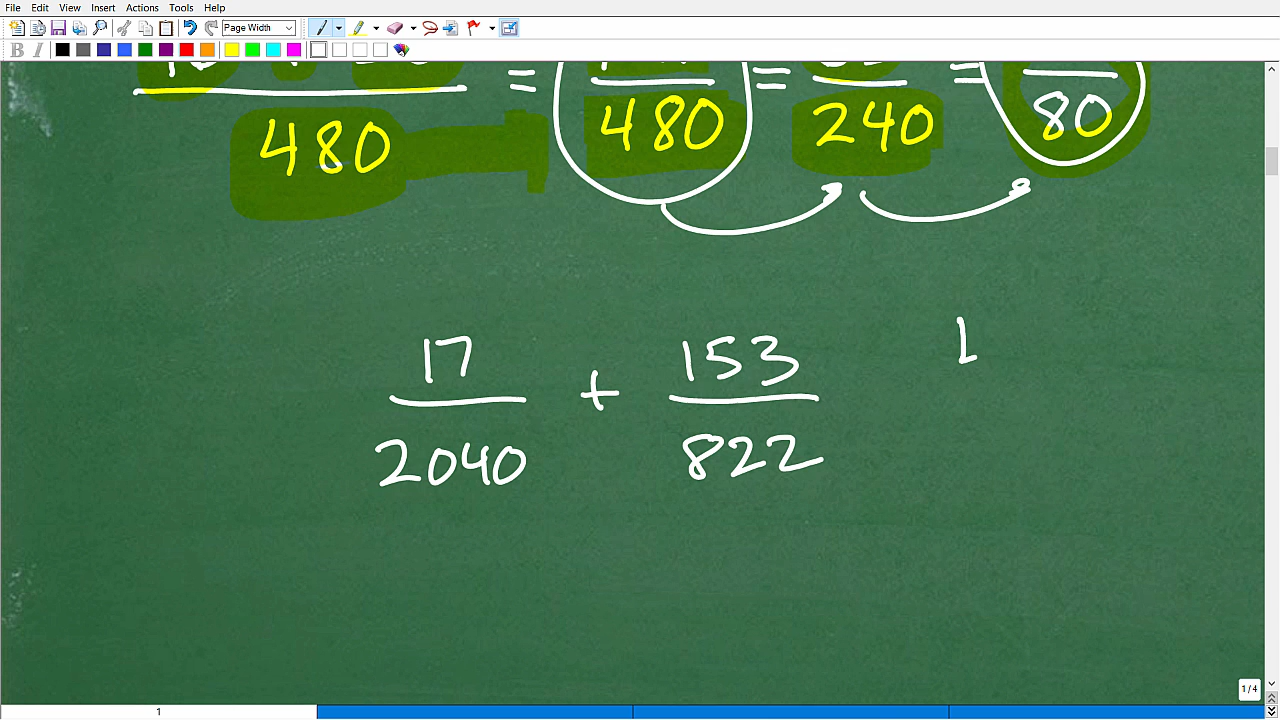 File Edit View Insert Actions Tools Help
Page Width
B I
= = =
480 480 240 80
17 + 153 1
2040 822
1 / 4
1